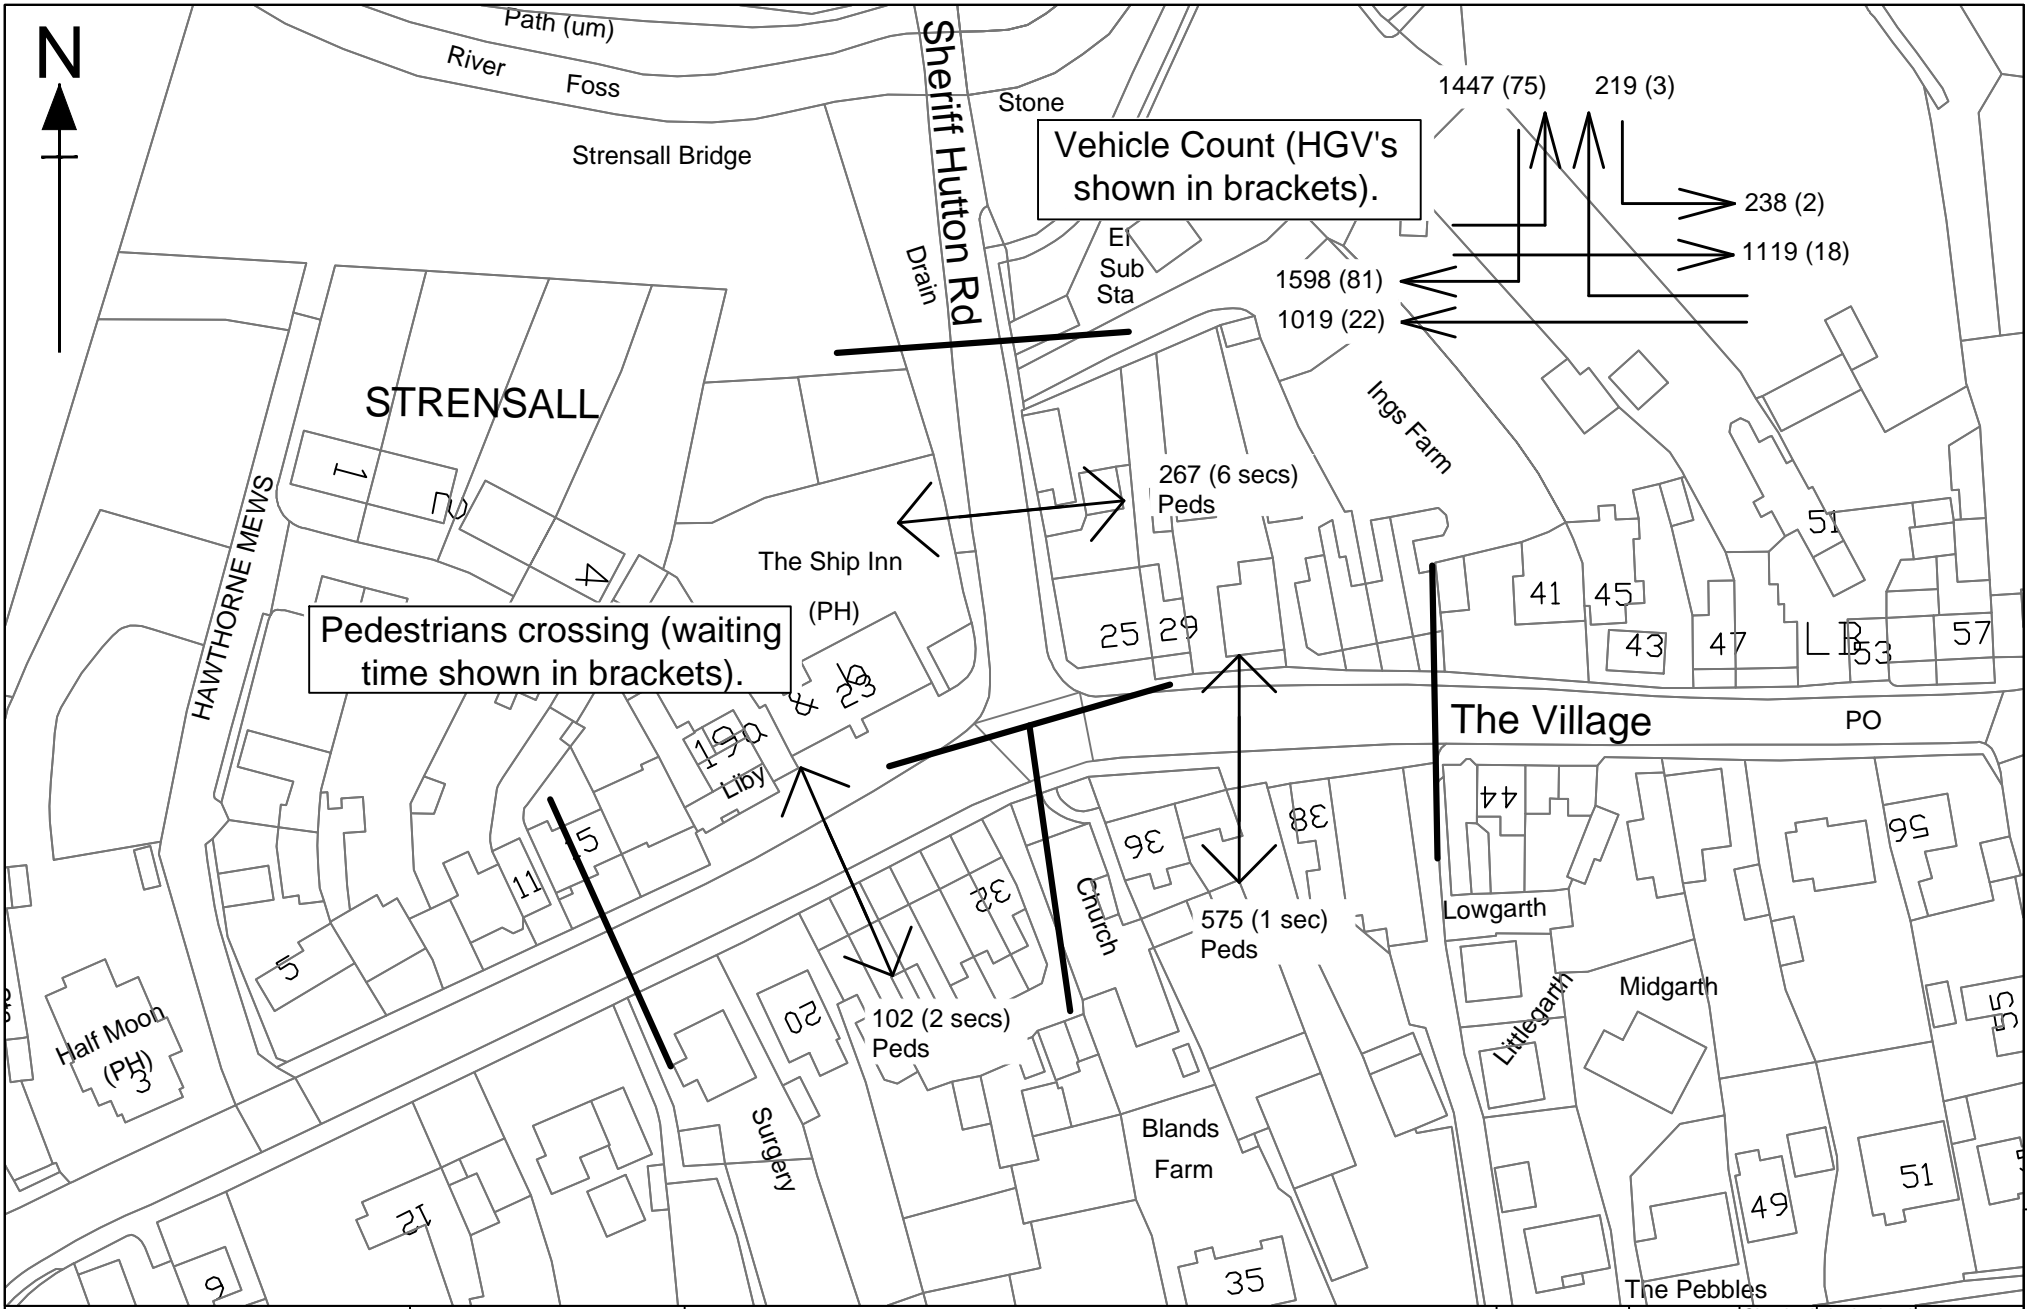 N
Path (um)
River Foss
Strensall Bridge
Sheriff Hutton Rd
Drain
Stone
Vehicle Count (HGV's
shown in brackets).
El
Sub
Sta
1447 (75)
219 (3)
238 (2)
1119 (18)
1598 (81)
1019 (22)
STRENSALL
HAWTHORNE MEWS
1
2
4
Ings Farm
267 (6 secs)
Peds
The Ship Inn
(PH)
Pedestrians crossing (waiting
time shown in brackets).
23
19
Liby
25
29
41
45
43
47
51
LB
53
57
The Village
PO
15
11
5
Half Moon
(PH)
3
44
38
36
32
56
Church
575 (1 sec)
Peds
Lowgarth
Littlegarth
Midgarth
55
20
102 (2 secs)
Peds
Surgery
Blands
Farm
12
6
35
49
51
The Pebbles